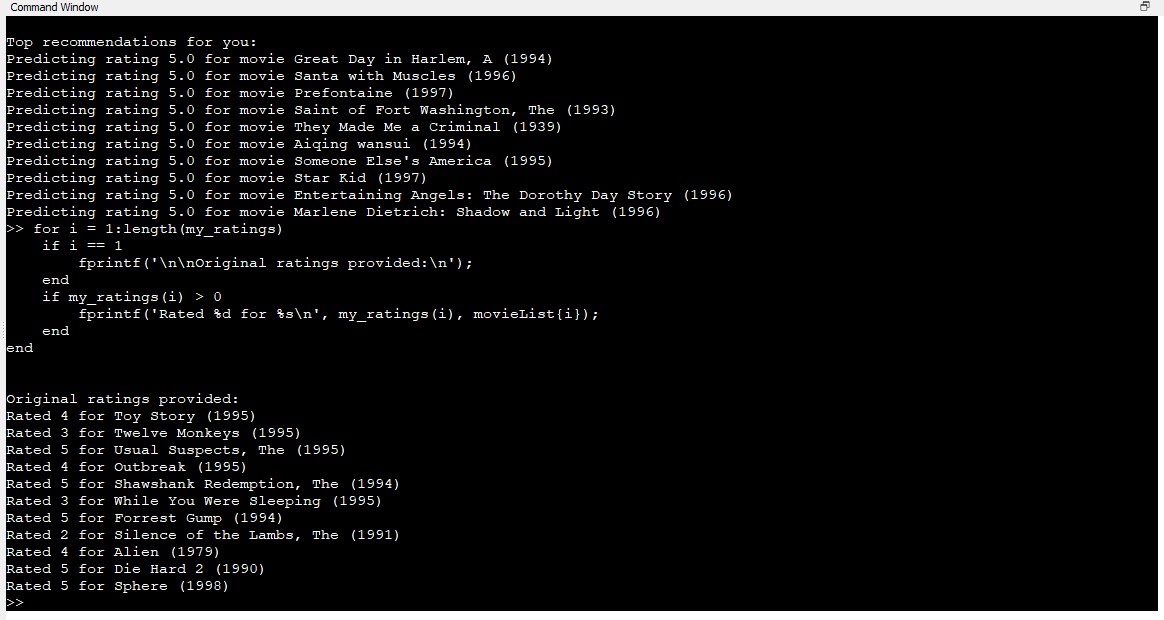 Command Window
Top recommendations for you:
Predicting rating 5.0 for movie Great Day in Harlem, A (1994)
Predicting rating 5.0 for movie Santa with Muscles (1996)
Predicting rating 5.0 for movie Prefontaine (1997)
Predicting rating 5.0 for movie Saint of Fort Washington, The (1993)
Predicting rating 5.0 for movie They Made Me a Criminal (1939)
Predicting rating 5.0 for movie Aiqing wansui (1994)
Predicting rating 5.0 for movie Someone Else's America (1995)
Predicting rating 5.0 for movie Star Kid (1997)
Predicting rating 5.0 for movie Entertaining Angels: The Dorothy Day Story (1996)
Predicting rating 5.0 for movie Marlene Dietrich: Shadow and Light (1996)
>> for i = 1:length(my_ratings)
    if i == 1
        fprintf('\n\nOriginal ratings provided:\n');
    end
    if my_ratings(i) > 0
        fprintf('Rated %d for %s\n', my_ratings(i), movieList{i});
    end
end
Original ratings provided:
Rated 4 for Toy Story (1995)
Rated 3 for Twelve Monkeys (1995)
Rated 5 for Usual Suspects, The (1995)
Rated 4 for Outbreak (1995)
Rated 5 for Shawshank Redemption, The (1994)
Rated 3 for While You Were Sleeping (1995)
Rated 5 for Forrest Gump (1994)
Rated 2 for Silence of the Lambs, The (1991)
Rated 4 for Alien (1979)
Rated 5 for Die Hard 2 (1990)
Rated 5 for Sphere (1998)
>>